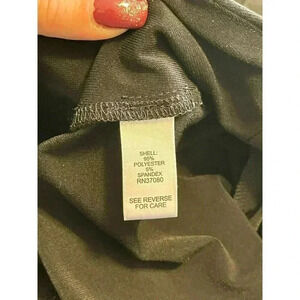 SHELL:
95%
POLYESTER
5%
SPANDEX
RN37080
SEE REVERSE
FOR CARE